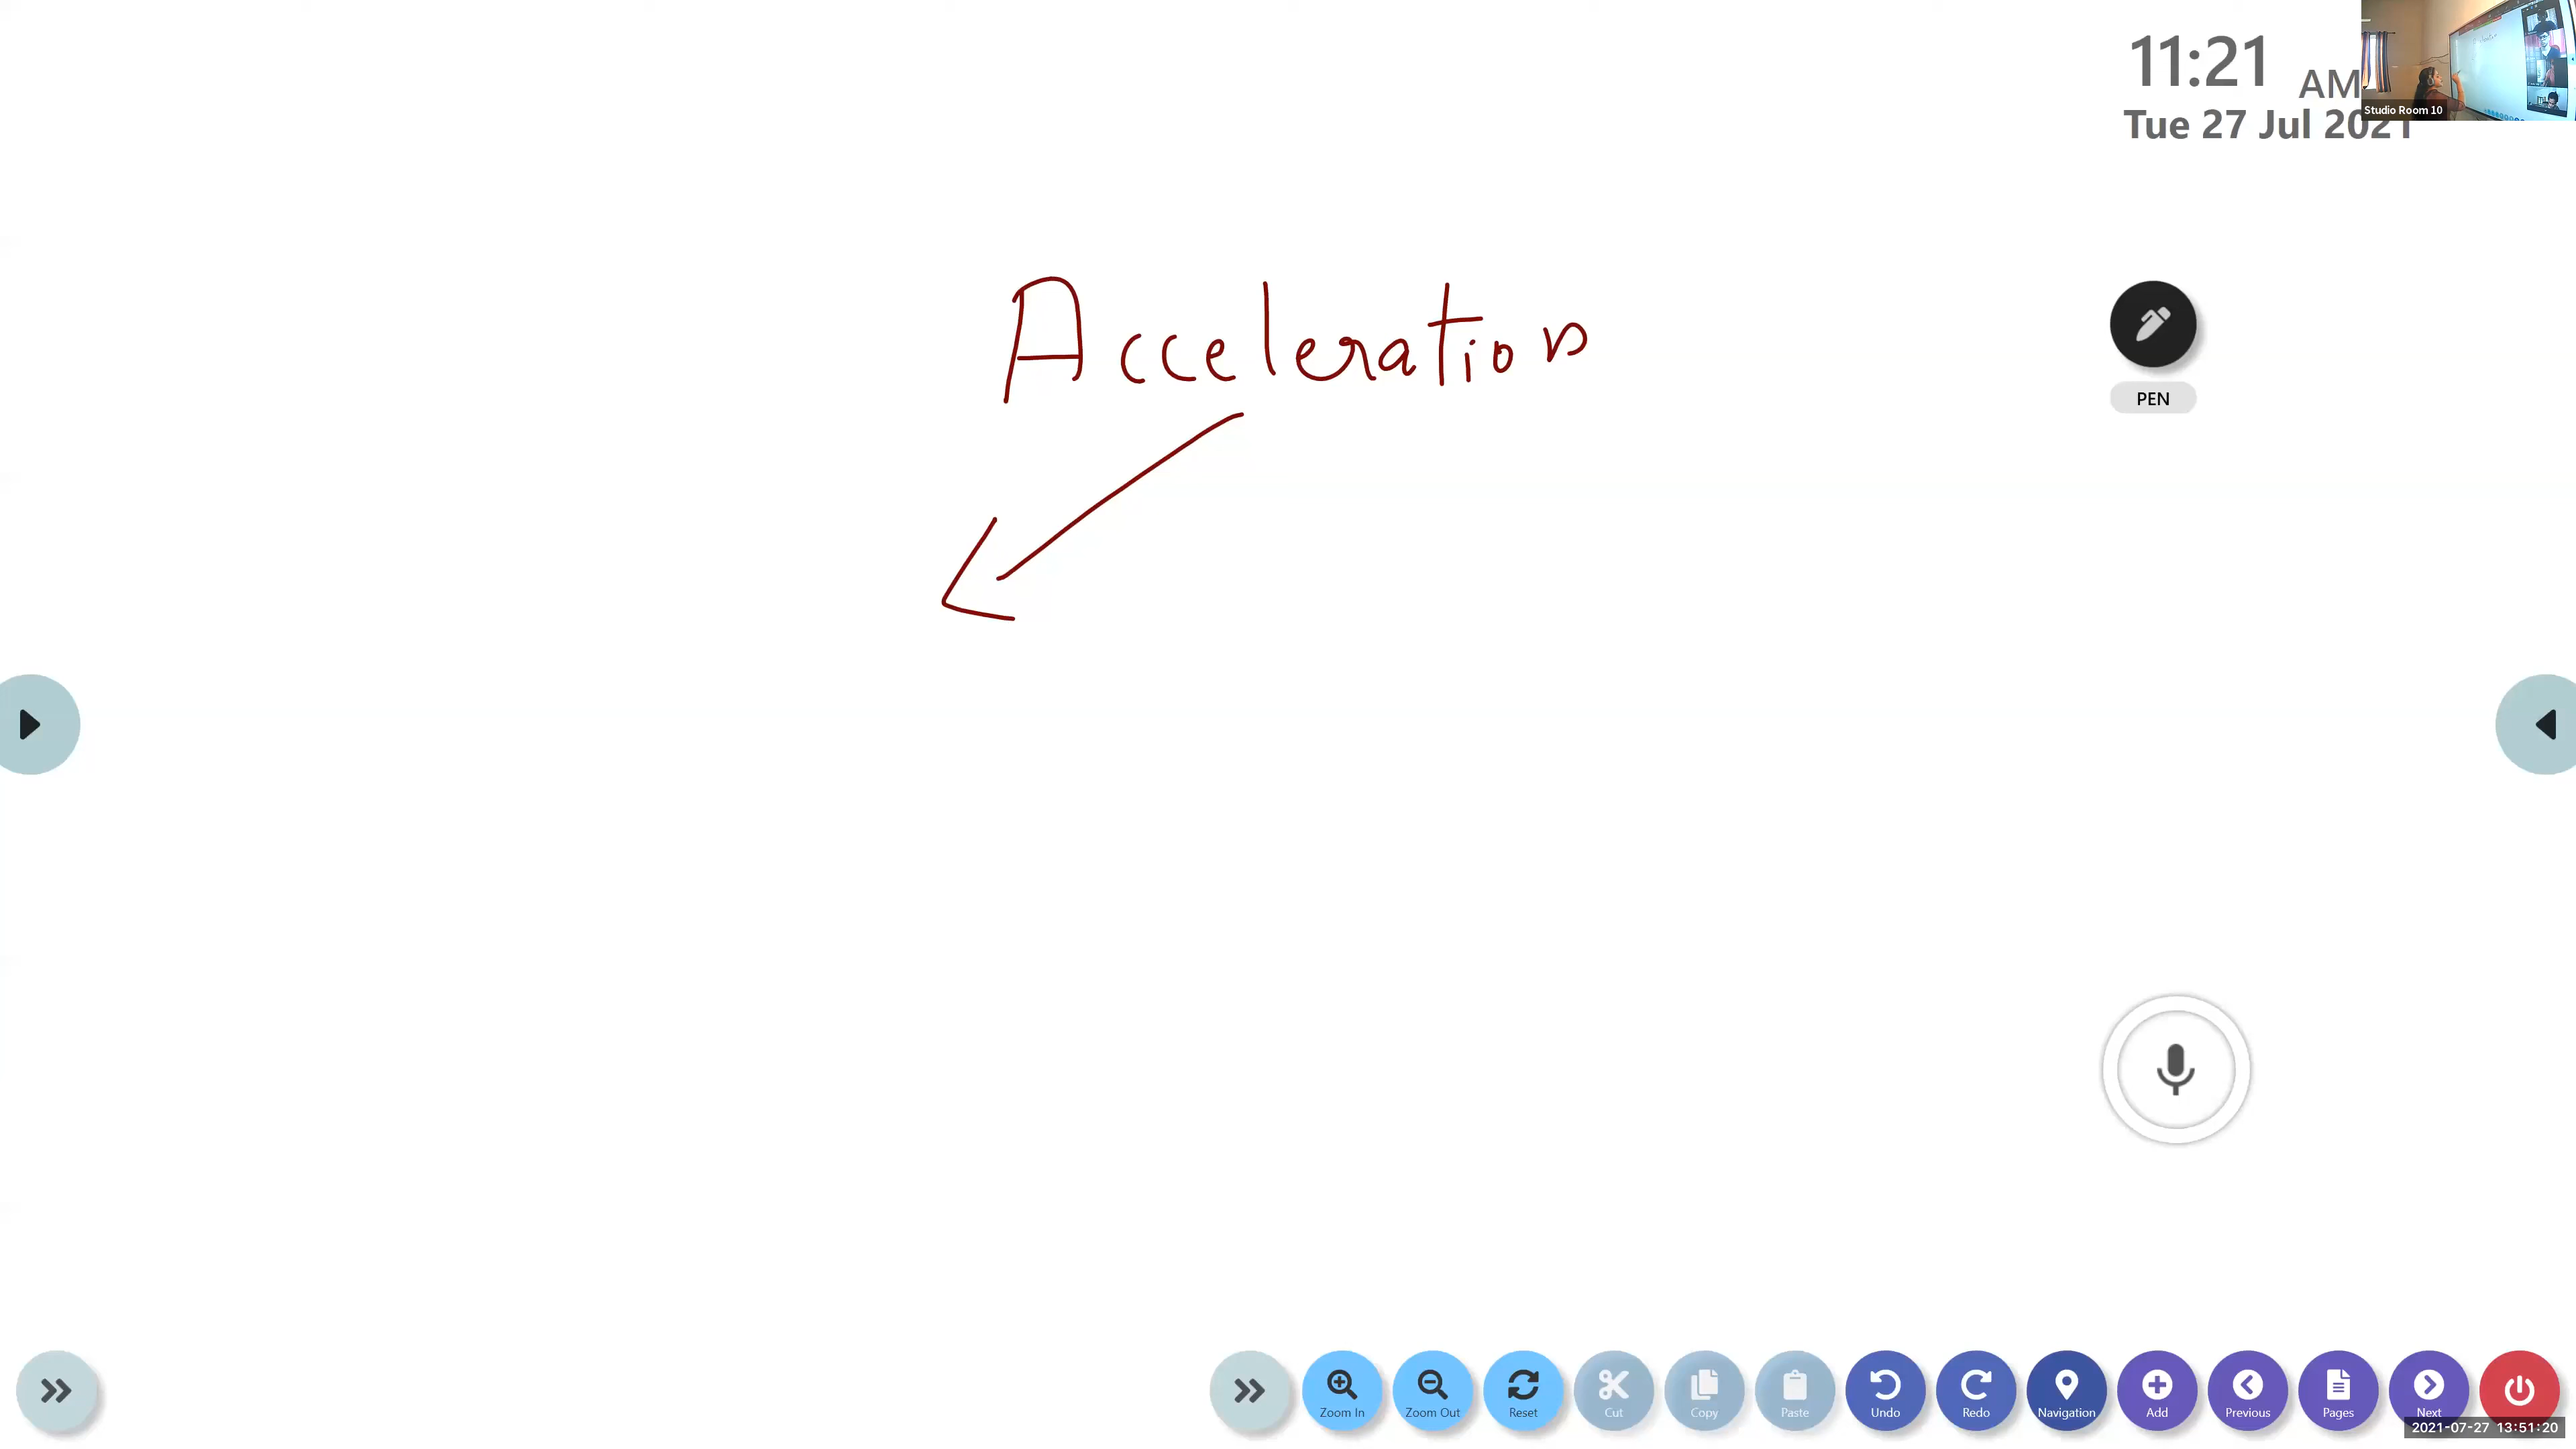 11:21 AM
Studio Room 10
Tue 27 Jul 2021
Acceleration
PEN
Zoom In
Zoom Out
Reset
Cut
Copy
Paste
Undo
Redo
Navigation
Add
Previous
Pages
Next
2021-07-27 13:51:20